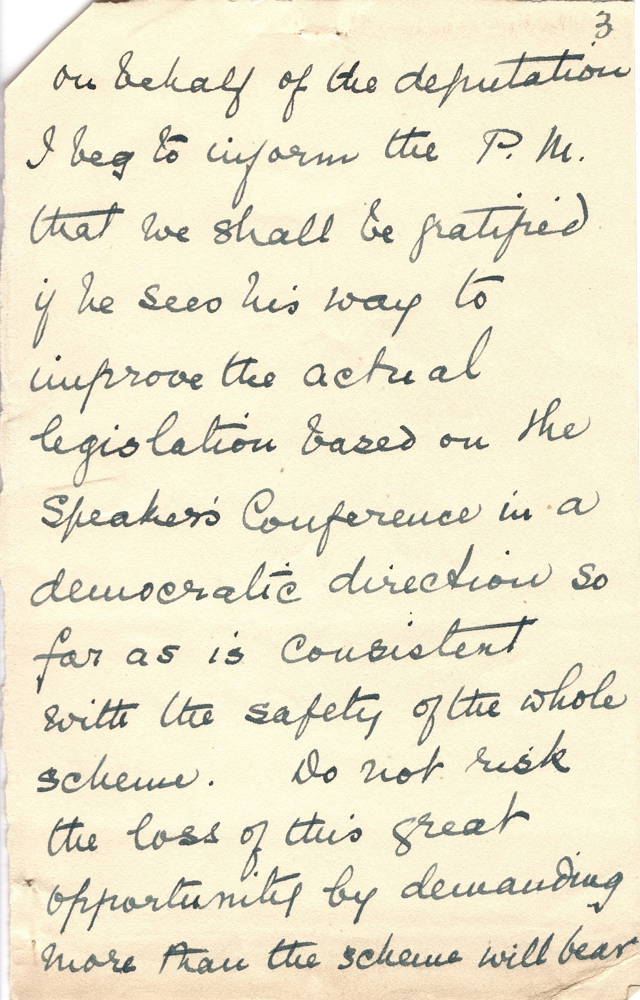 3
on behalf of the deputation
I beg to inform the P. M.
that we shall be gratified
if he sees his way to
improve the actual
legislation based on the
Speaker's Conference in a
democratic direction so
far as is consistent
with the safety of the whole
scheme. Do not risk
the loss of this great
opportunity by demanding
more than the scheme will bear